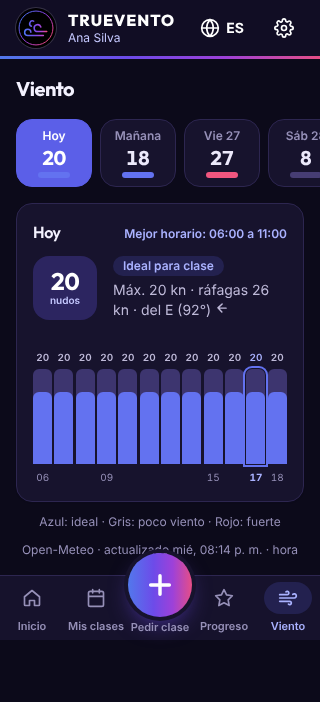 TRUEVENTO
Ana Silva
ES
Viento
Hoy
20
Mañana
18
Vie 27
27
Sáb 28
8
Hoy
Mejor horario: 06:00 a 11:00
20
nudos
Ideal para clase
Máx. 20 kn · ráfagas 26
kn · del E (92°) ←
20 20 20 20 20 20 20 20 20 20 20 20
06 09 15 17 18
Azul: ideal · Gris: poco viento · Rojo: fuerte
Open-Meteo · actualizado mié, 08:14 p. m. · hora
Inicio
Mis clases
Pedir clase
Progreso
Viento